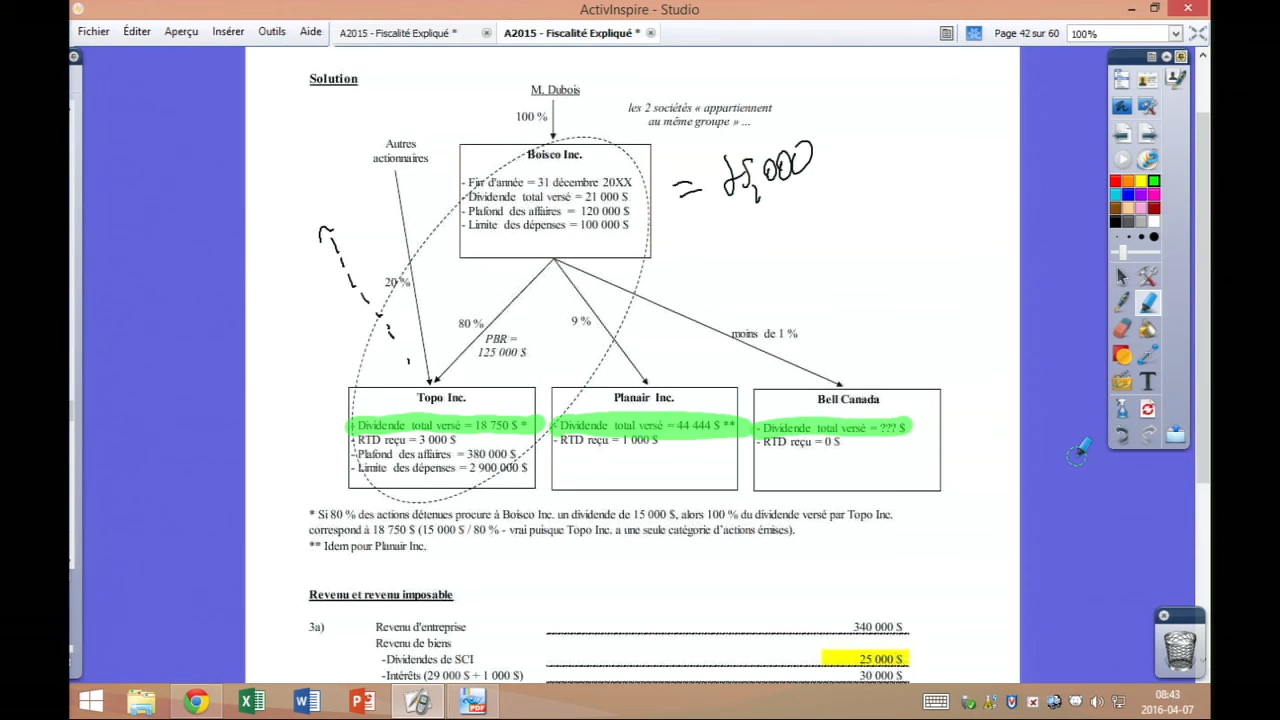 ActivInspire - Studio
Fichier Éditer Aperçu Insérer Outils Aide A2015 - Fiscalité Expliqué * A2015 - Fiscalité Expliqué * Page 42 sur 60 100%
Solution
M. Dubois
100 %
les 2 sociétés « appartiennent
au même groupe » ...
Autres
actionnaires
Boisco Inc.
- Fin d'année = 31 décembre 20XX
- Dividende total versé = 21 000 $
- Plafond des affaires = 120 000 $
- Limite des dépenses = 100 000 $
20 %
80 %
PBR =
125 000 $
9 %
moins de 1 %
Topo Inc.
- Dividende total versé = 18 750 $ *
- RTD reçu = 3 000 $
- Plafond des affaires = 380 000 $
- Limite des dépenses = 2 900 000 $
Planair Inc.
- Dividende total versé = 44 444 $ **
- RTD reçu = 1 000 $
Bell Canada
- Dividende total versé = ??? $
- RTD reçu = 0 $
* Si 80 % des actions détenues procure à Boisco Inc. un dividende de 15 000 $, alors 100 % du dividende versé par Topo Inc.
correspond à 18 750 $ (15 000 $ / 80 % - vrai puisque Topo Inc. a une seule catégorie d'actions émises).
** Idem pour Planair Inc.
Revenu et revenu imposable
3a) Revenu d'entreprise 340 000 $
Revenu de biens
-Dividendes de SCI 25 000 $
-Intérêts (29 000 $ + 1 000 $) 30 000 $
08:43
2016-04-07